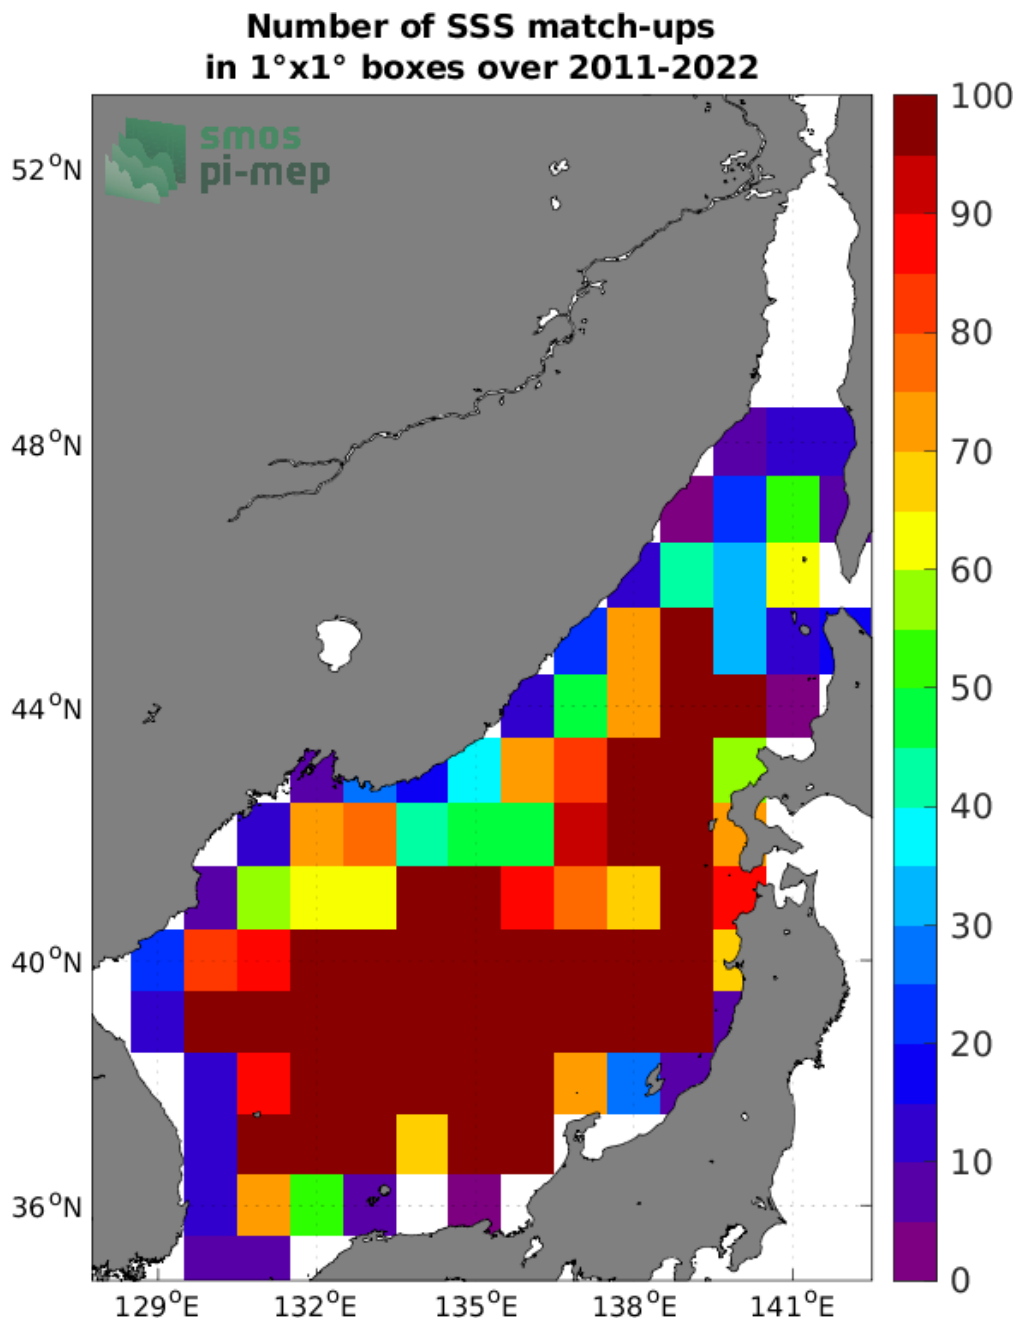 Number of SSS match-ups
in 1°x1° boxes over 2011-2022
smos
pi-mep
52°N
48°N
44°N
40°N
36°N
129°E
132°E
135°E
138°E
141°E
100
90
80
70
60
50
40
30
20
10
0